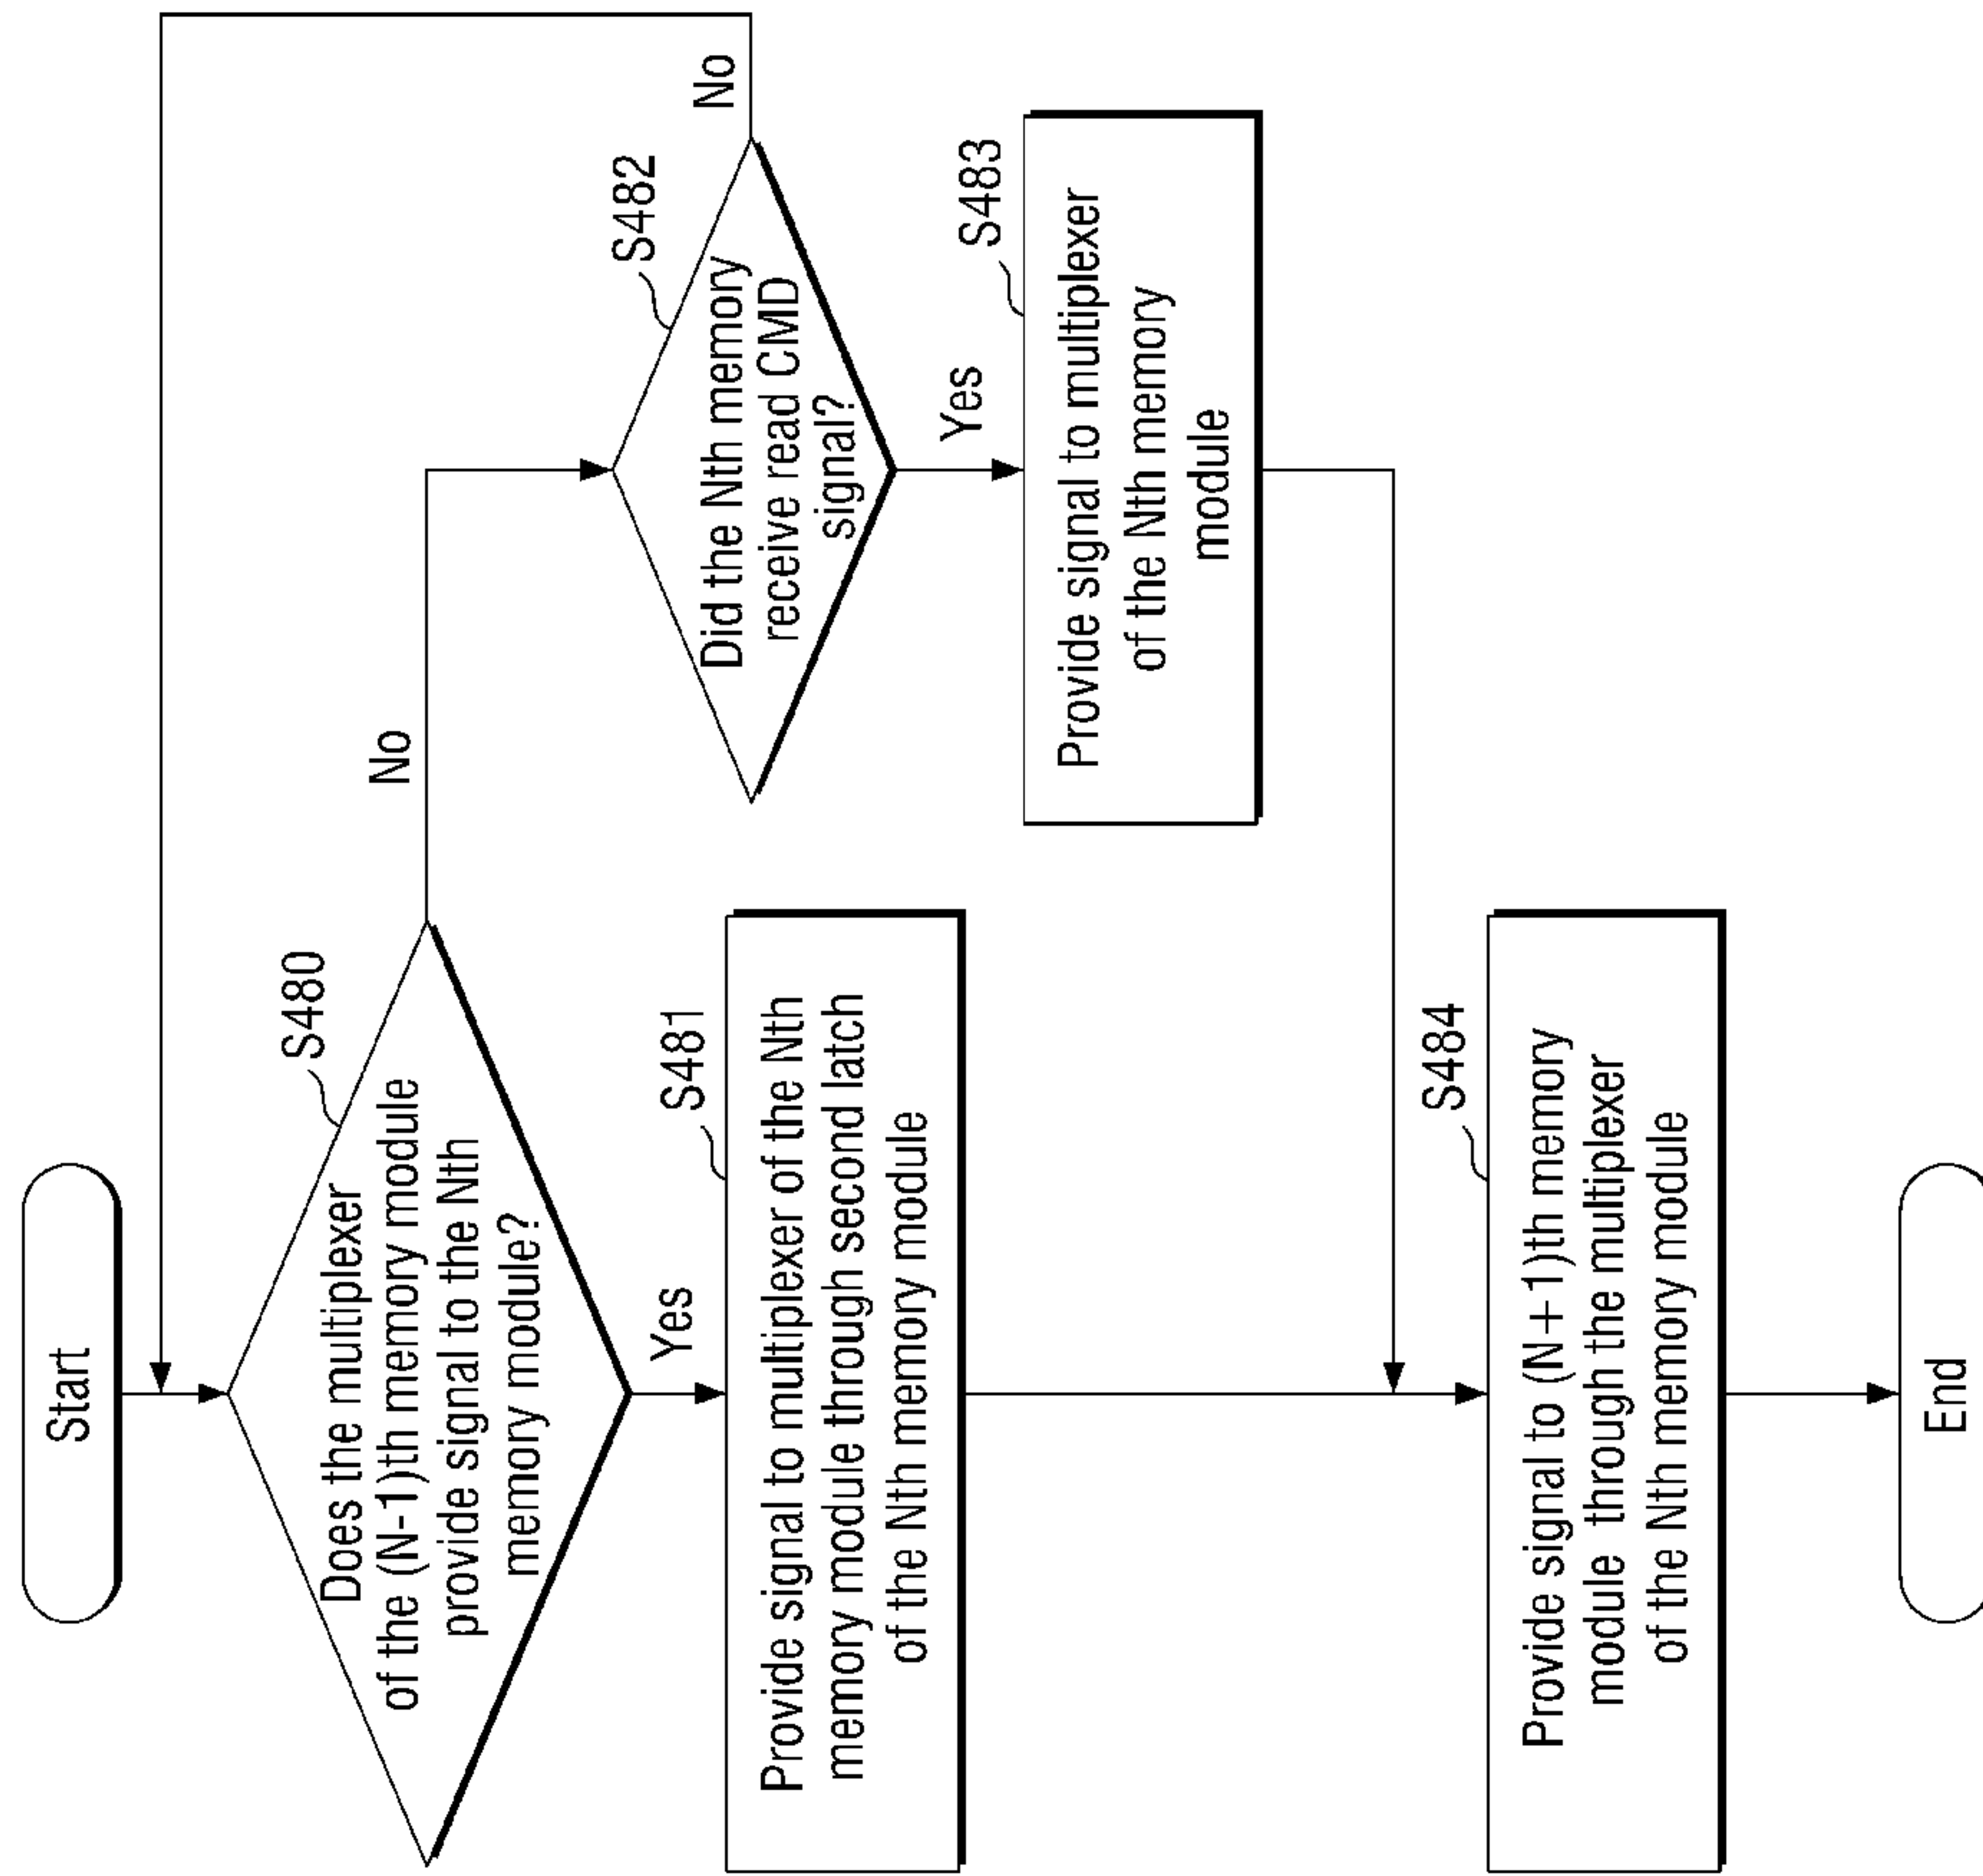 Start
S480
Does the multiplexer
of the (N-1)th memory module
provide signal to the Nth
memory module?
No
Yes
S481
Provide signal to multiplexer of the Nth
memory module through second latch
of the Nth memory module
S482
Did the Nth memory
receive read CMD
signal?
No
Yes
S483
Provide signal to multiplexer
of the Nth memory
module
S484
Provide signal to (N+1)th memory
module through the multiplexer
of the Nth memory module
End